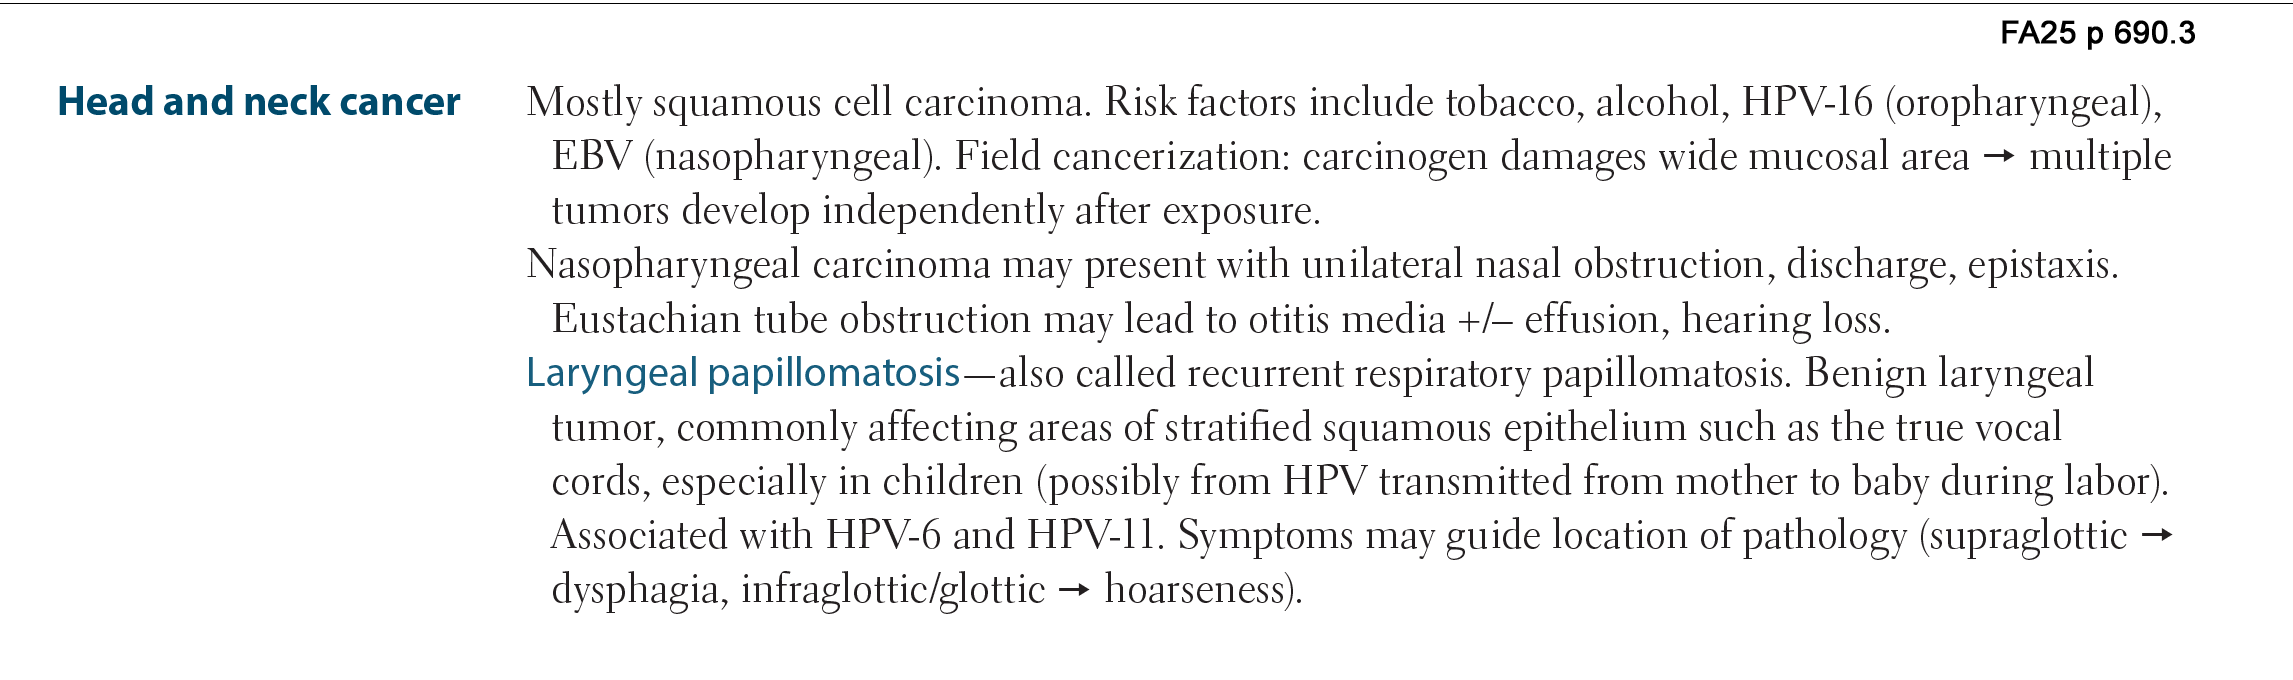 FA25 p 690.3
Head and neck cancer
Mostly squamous cell carcinoma. Risk factors include tobacco, alcohol, HPV-16 (oropharyngeal),
EBV (nasopharyngeal). Field cancerization: carcinogen damages wide mucosal area → multiple
tumors develop independently after exposure.
Nasopharyngeal carcinoma may present with unilateral nasal obstruction, discharge, epistaxis.
Eustachian tube obstruction may lead to otitis media +/– effusion, hearing loss.
Laryngeal papillomatosis—also called recurrent respiratory papillomatosis. Benign laryngeal
tumor, commonly affecting areas of stratified squamous epithelium such as the true vocal
cords, especially in children (possibly from HPV transmitted from mother to baby during labor).
Associated with HPV-6 and HPV-11. Symptoms may guide location of pathology (supraglottic →
dysphagia, infraglottic/glottic → hoarseness).